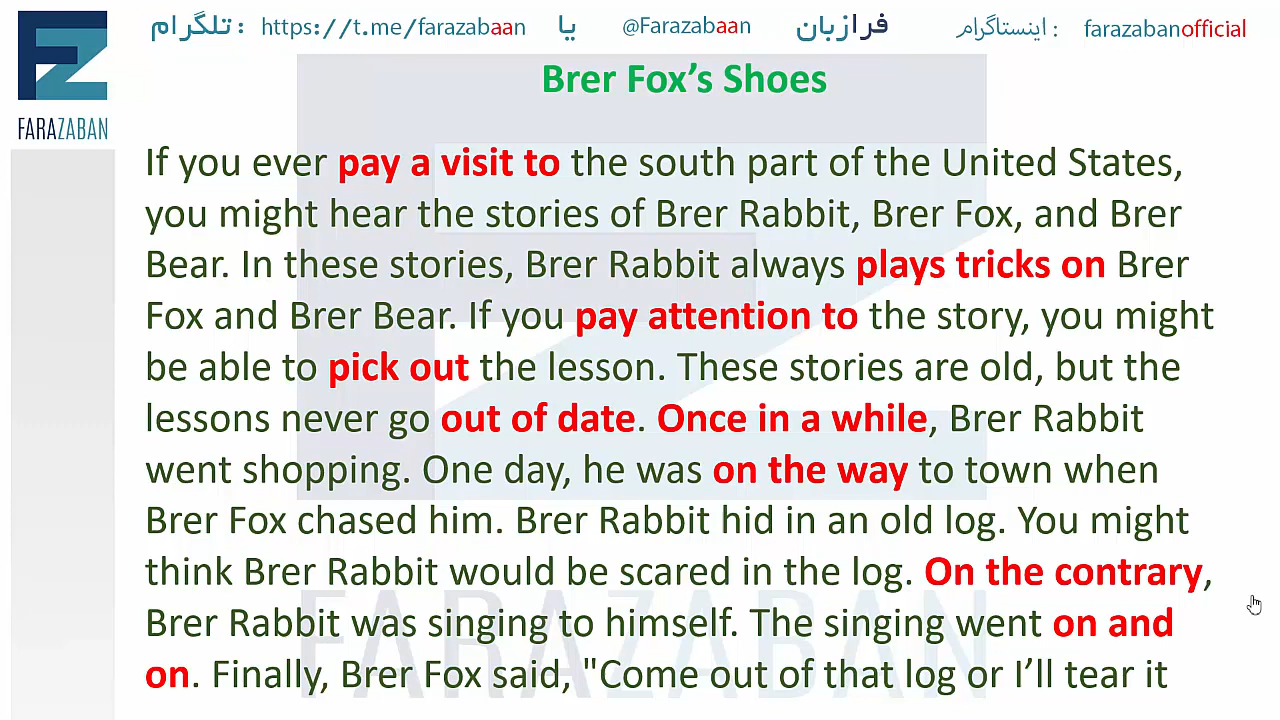 تلگرام : https://t.me/farazabaan یا @Farazabaan فرازبان اینستاگرام : farazabanofficial
FZ
FARAZABAN
Brer Fox’s Shoes
If you ever pay a visit to the south part of the United States,
you might hear the stories of Brer Rabbit, Brer Fox, and Brer
Bear. In these stories, Brer Rabbit always plays tricks on Brer
Fox and Brer Bear. If you pay attention to the story, you might
be able to pick out the lesson. These stories are old, but the
lessons never go out of date. Once in a while, Brer Rabbit
went shopping. One day, he was on the way to town when
Brer Fox chased him. Brer Rabbit hid in an old log. You might
think Brer Rabbit would be scared in the log. On the contrary,
Brer Rabbit was singing to himself. The singing went on and
on. Finally, Brer Fox said, "Come out of that log or I’ll tear it
FARAZABAN